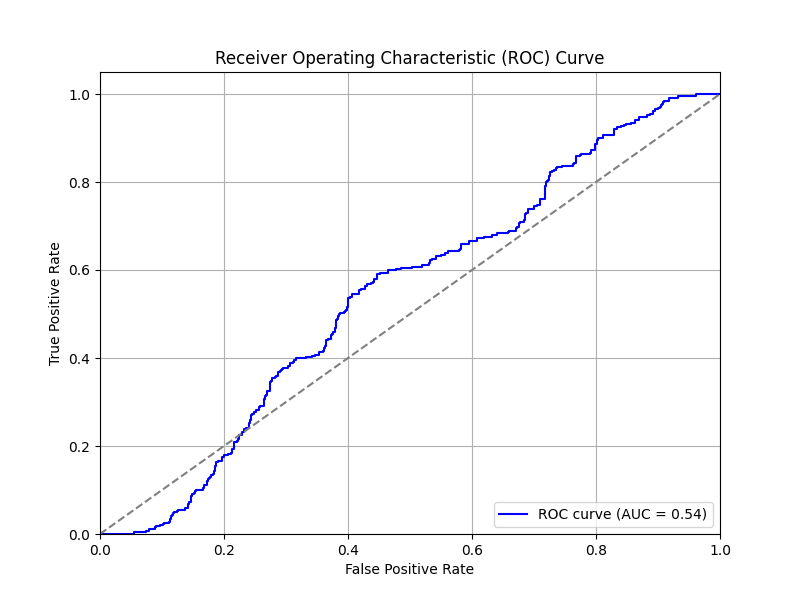 Receiver Operating Characteristic (ROC) Curve
True Positive Rate
1.0
0.8
0.6
0.4
0.2
0.0
0.0 0.2 0.4 0.6 0.8 1.0
False Positive Rate
ROC curve (AUC = 0.54)